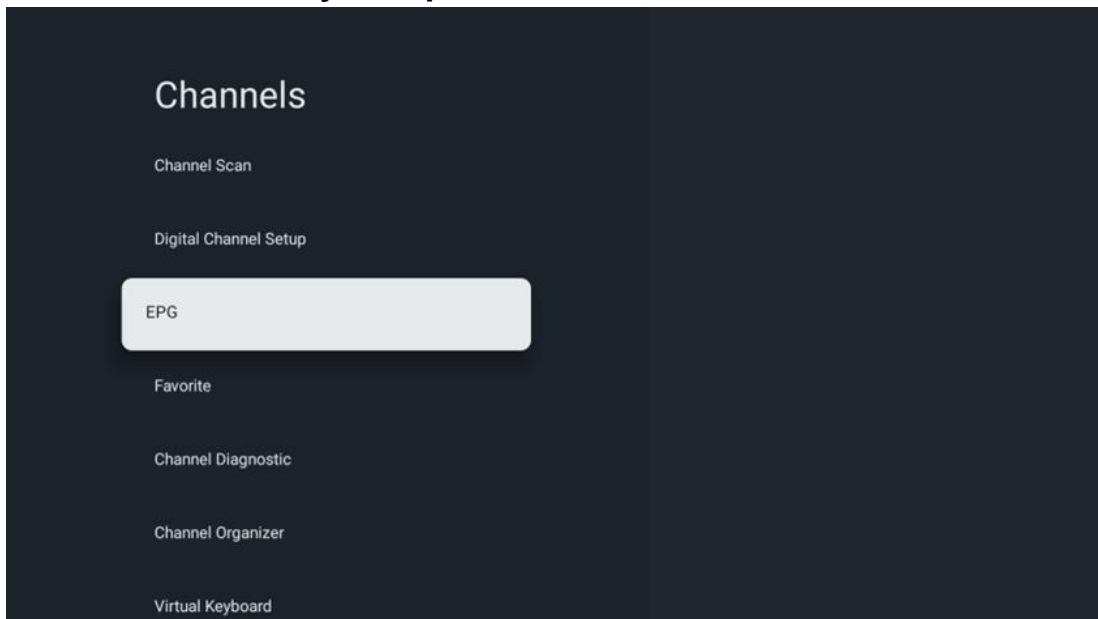 Channels
Channel Scan
Digital Channel Setup
EPG
Favorite
Channel Diagnostic
Channel Organizer
Virtual Keyboard